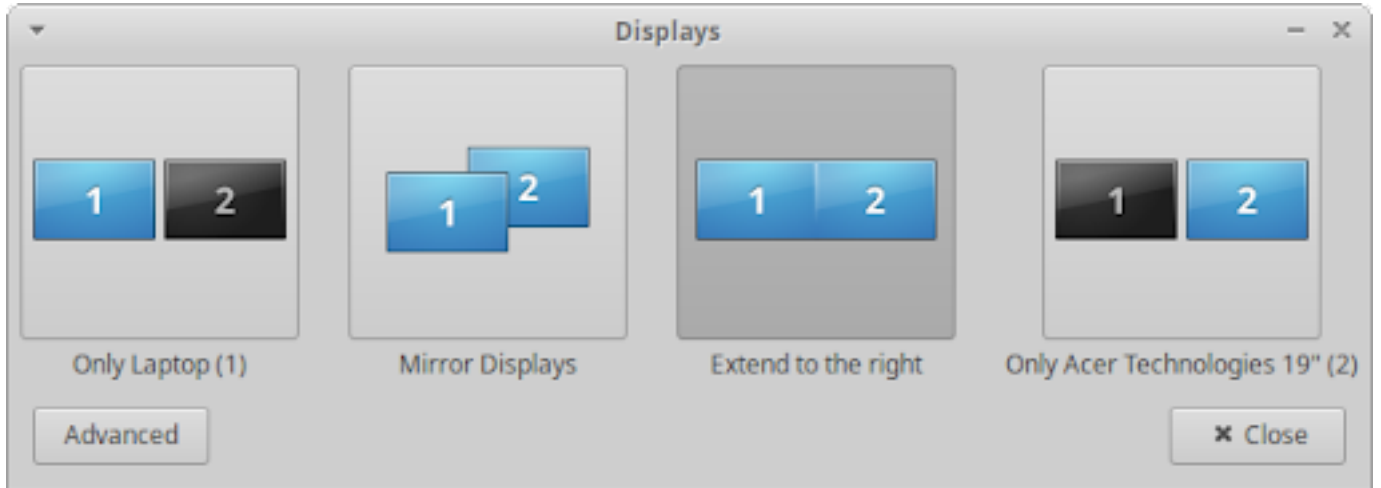 Displays
1 2
1 2
1 2
1 2
Only Laptop (1)
Mirror Displays
Extend to the right
Only Acer Technologies 19" (2)
Advanced
Close